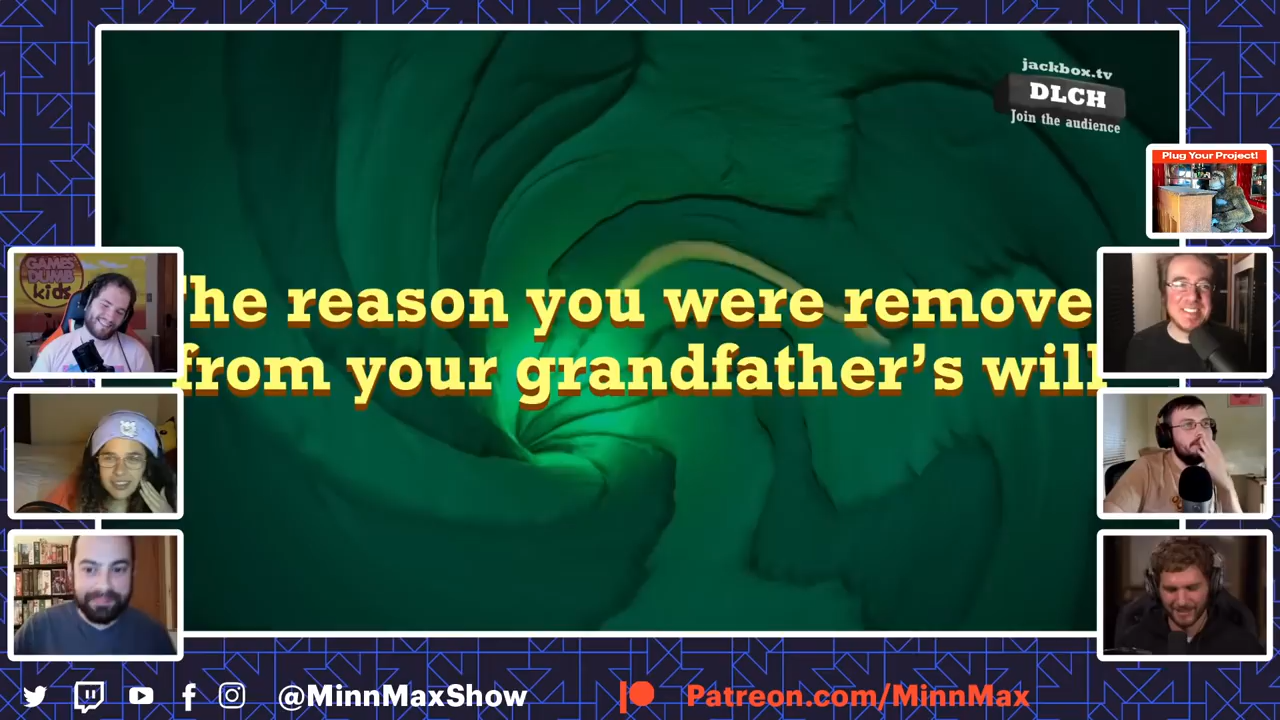 jackbox.tv
DLCH
Join the audience
Plug Your Project!
GAMES
DUMB
kids
he reason you were remove
from your grandfather's will
@MinnMaxShow
Patreon.com/MinnMax